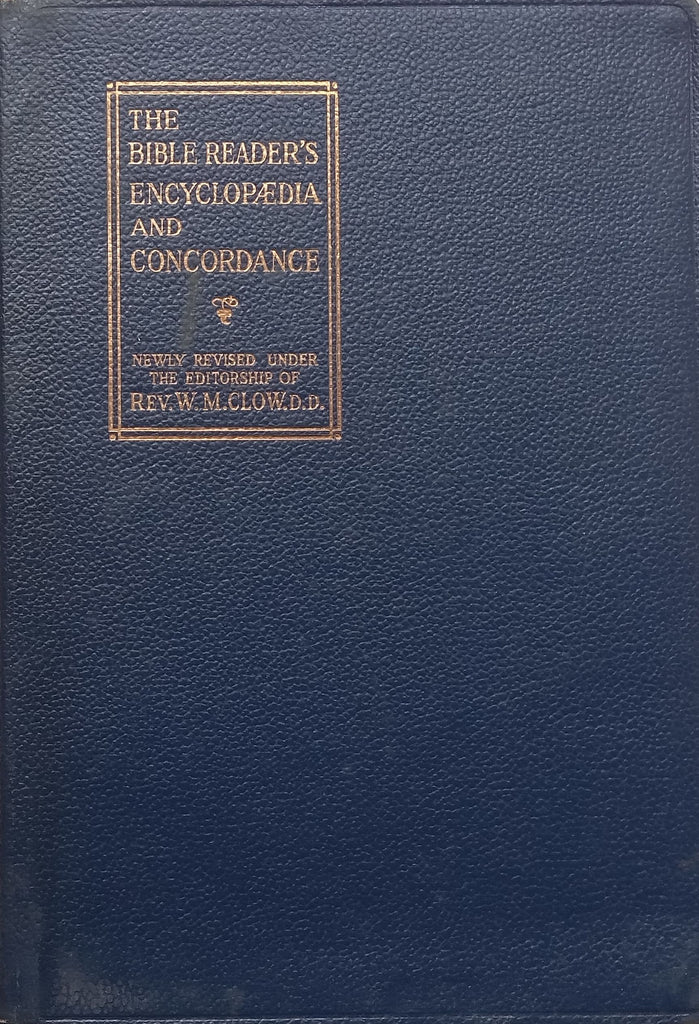 THE
BIBLE READER'S
ENCYCLOPÆDIA
AND
CONCORDANCE
NEWLY REVISED UNDER
THE EDITORSHIP OF
REV. W. M. CLOW. D.D.